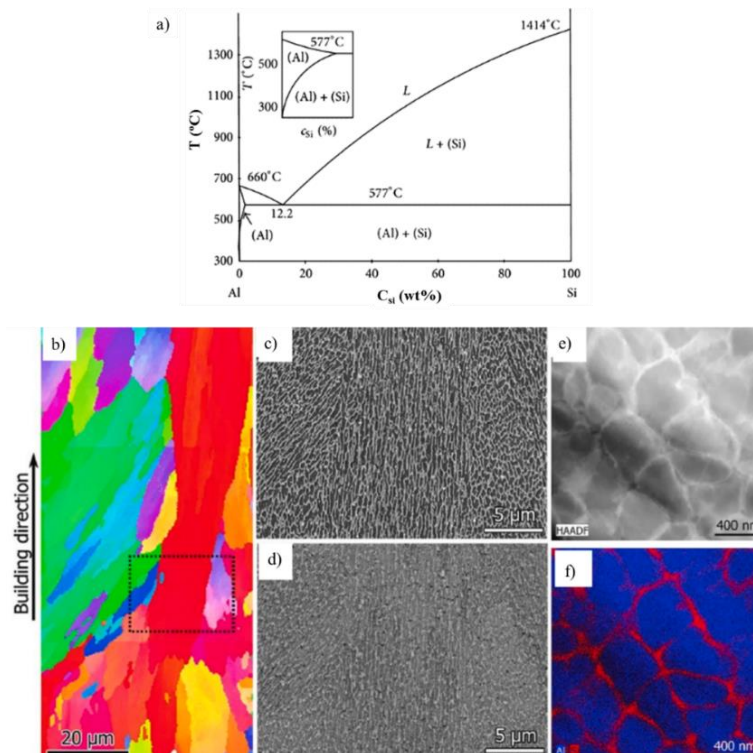 a)
577°C
1414°C
(Al)
500
T (°C)
(Al) + (Si)
300
cSi (%)
1300
1100
900
700
500
300
T (°C)
L
L + (Si)
660°C
577°C
12.2
(Al)
(Al) + (Si)
0 20 40 60 80 100
Al Csi (wt%) Si
b)
Building direction
20 µm
c)
5 µm
d)
5 µm
e)
HAADF
400 nm
f)
Al
400 nm